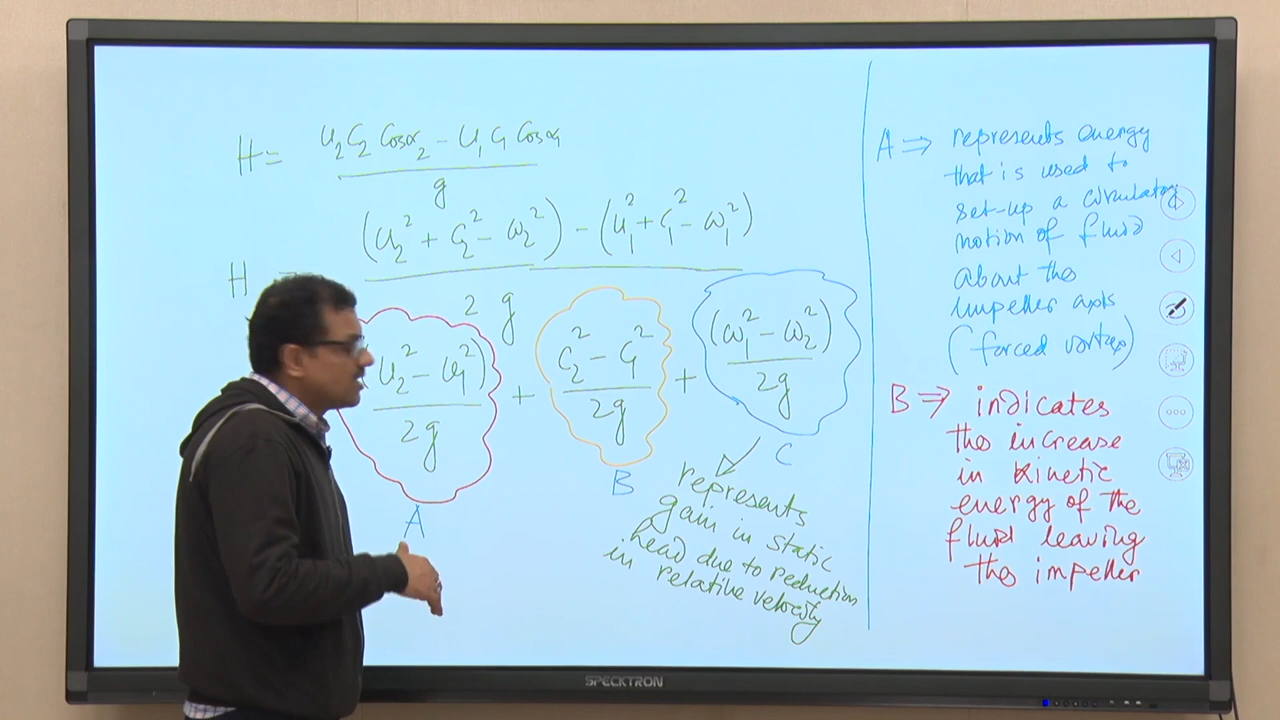 H = (u₂ C₂ Cosα₂ - u₁ C₁ Cosα₁) / g
H = ((u₂² + C₂² - ω₂²) - (u₁² + C₁² - ω₁²)) / 2g
(u₂² - u₁²) / 2g + (C₂² - C₁²) / 2g + (ω₁² - ω₂²) / 2g
A
B
C
represents
gain in static
head due to reduction
in relative velocity
A ⇒ represents energy
that is used to
set-up a circulatory
motion of fluid
about the
impeller axis
(forced vortex)
B ⇒ indicates
the increase
in kinetic
energy of the
fluid leaving
the impeller
SPECKTRON